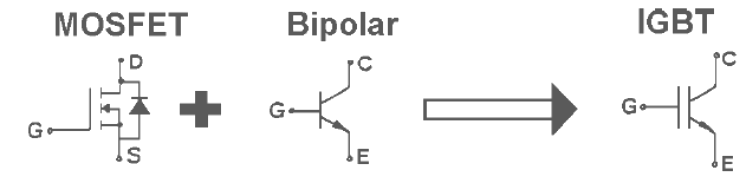 MOSFET Bipolar IGBT
D C C
G G G
S E E